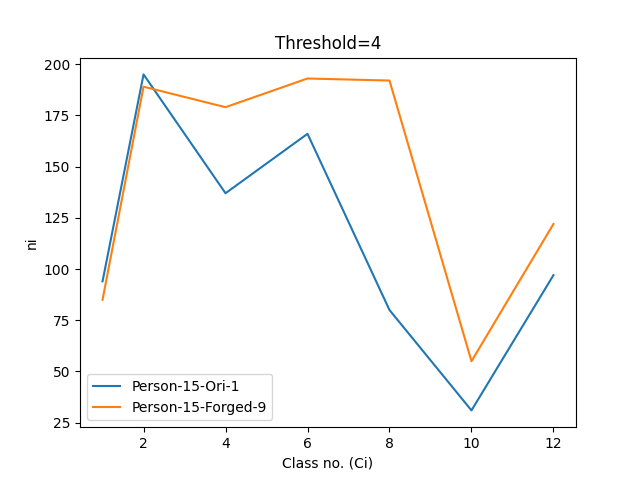 Threshold=4
200
175
150
125
100
75
50
25
ni
2 4 6 8 10 12
Class no. (Ci)
Person-15-Ori-1
Person-15-Forged-9